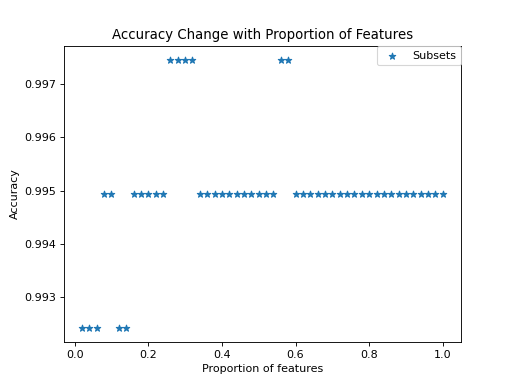 Accuracy Change with Proportion of Features
Subsets
0.997
0.996
0.995
0.994
0.993
Accuracy
0.0 0.2 0.4 0.6 0.8 1.0
Proportion of features